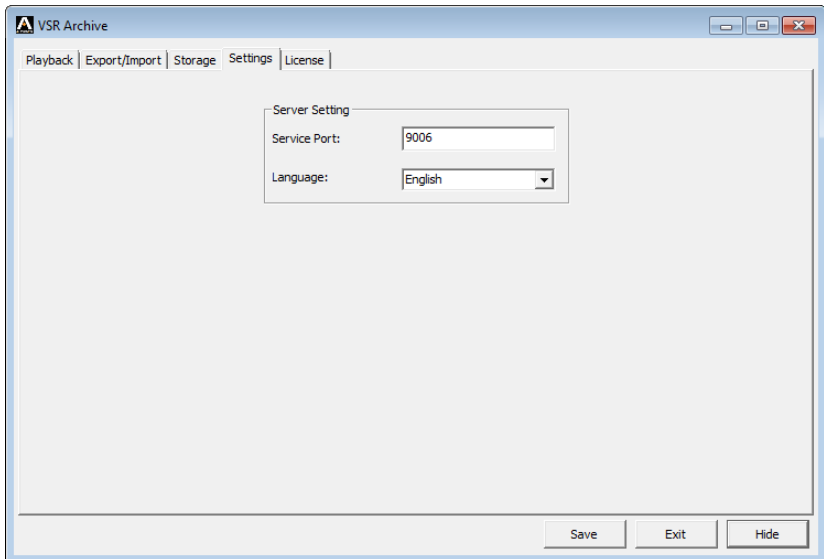 VSR Archive
Playback Export/Import Storage Settings License
Server Setting
Service Port: 9006
Language: English
Save Exit Hide